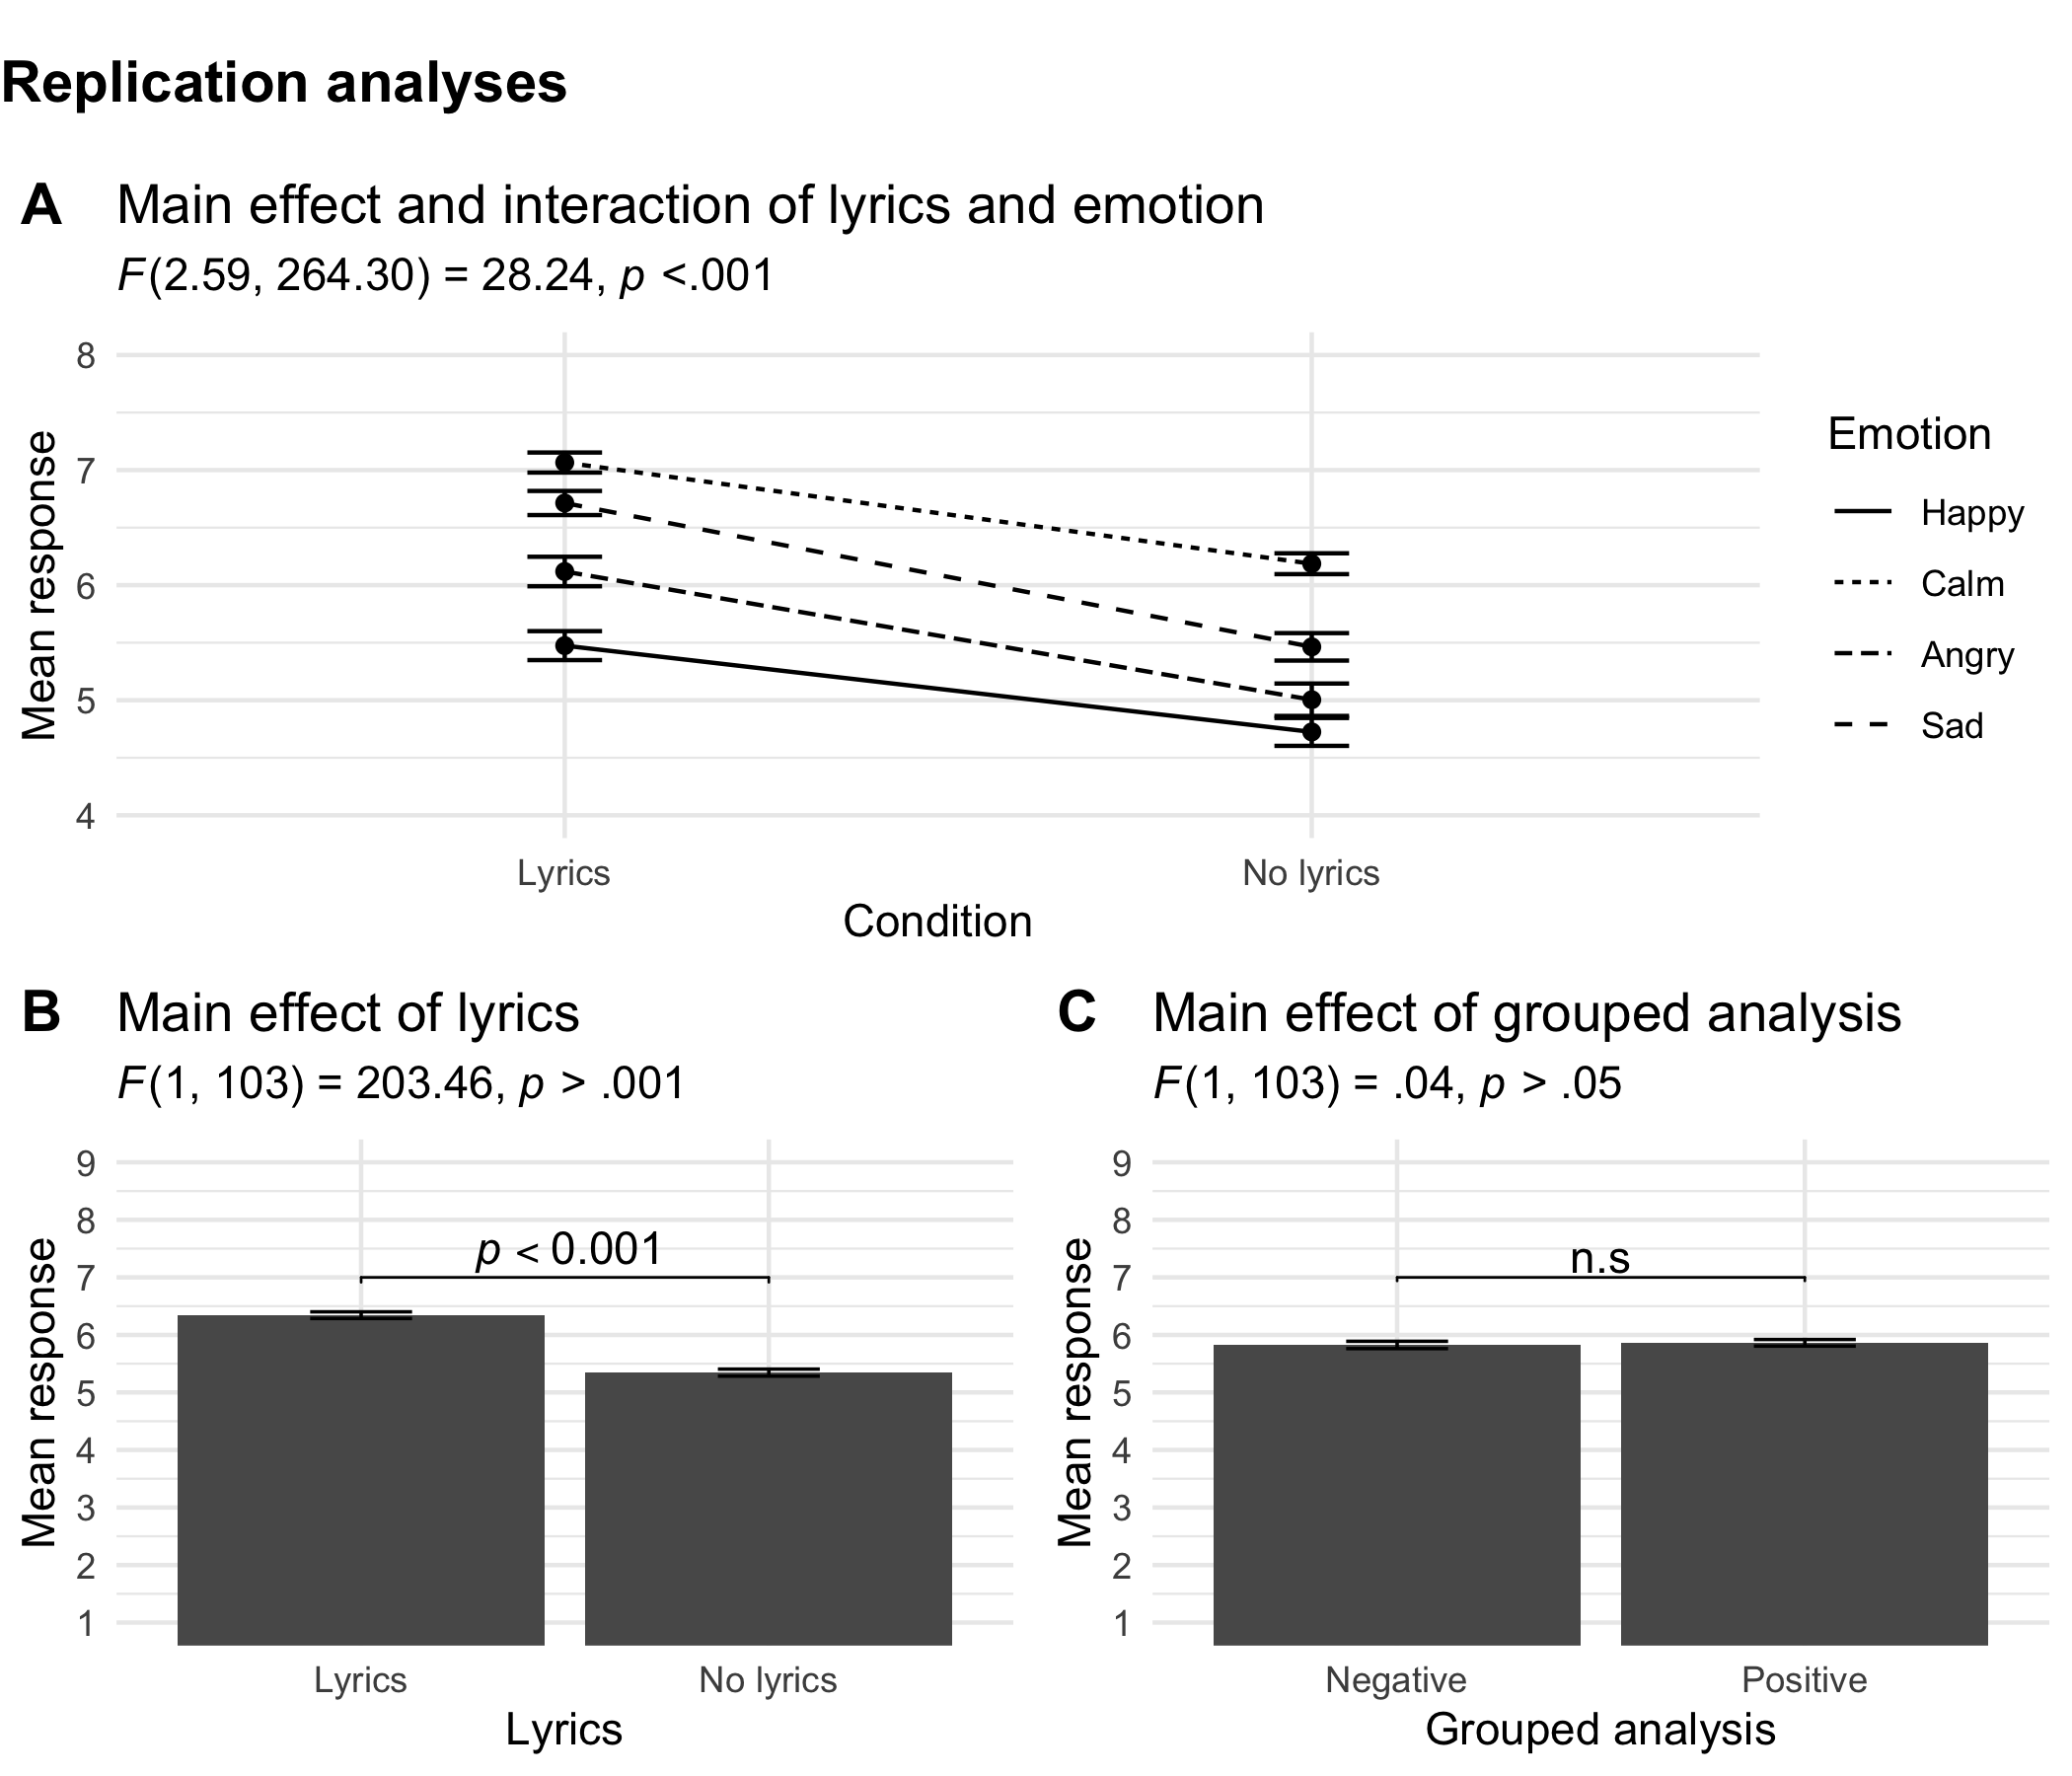 Replication analyses
A Main effect and interaction of lyrics and emotion
F(2.59, 264.30) = 28.24, p <.001
8
7
6
5
4
Mean response
Lyrics
No lyrics
Condition
Emotion
Happy
Calm
Angry
Sad
B Main effect of lyrics
F(1, 103) = 203.46, p > .001
9
8
7
6
5
4
3
2
1
Mean response
p < 0.001
Lyrics
No lyrics
Lyrics
C Main effect of grouped analysis
F(1, 103) = .04, p > .05
9
8
7
6
5
4
3
2
1
Mean response
n.s
Negative
Positive
Grouped analysis